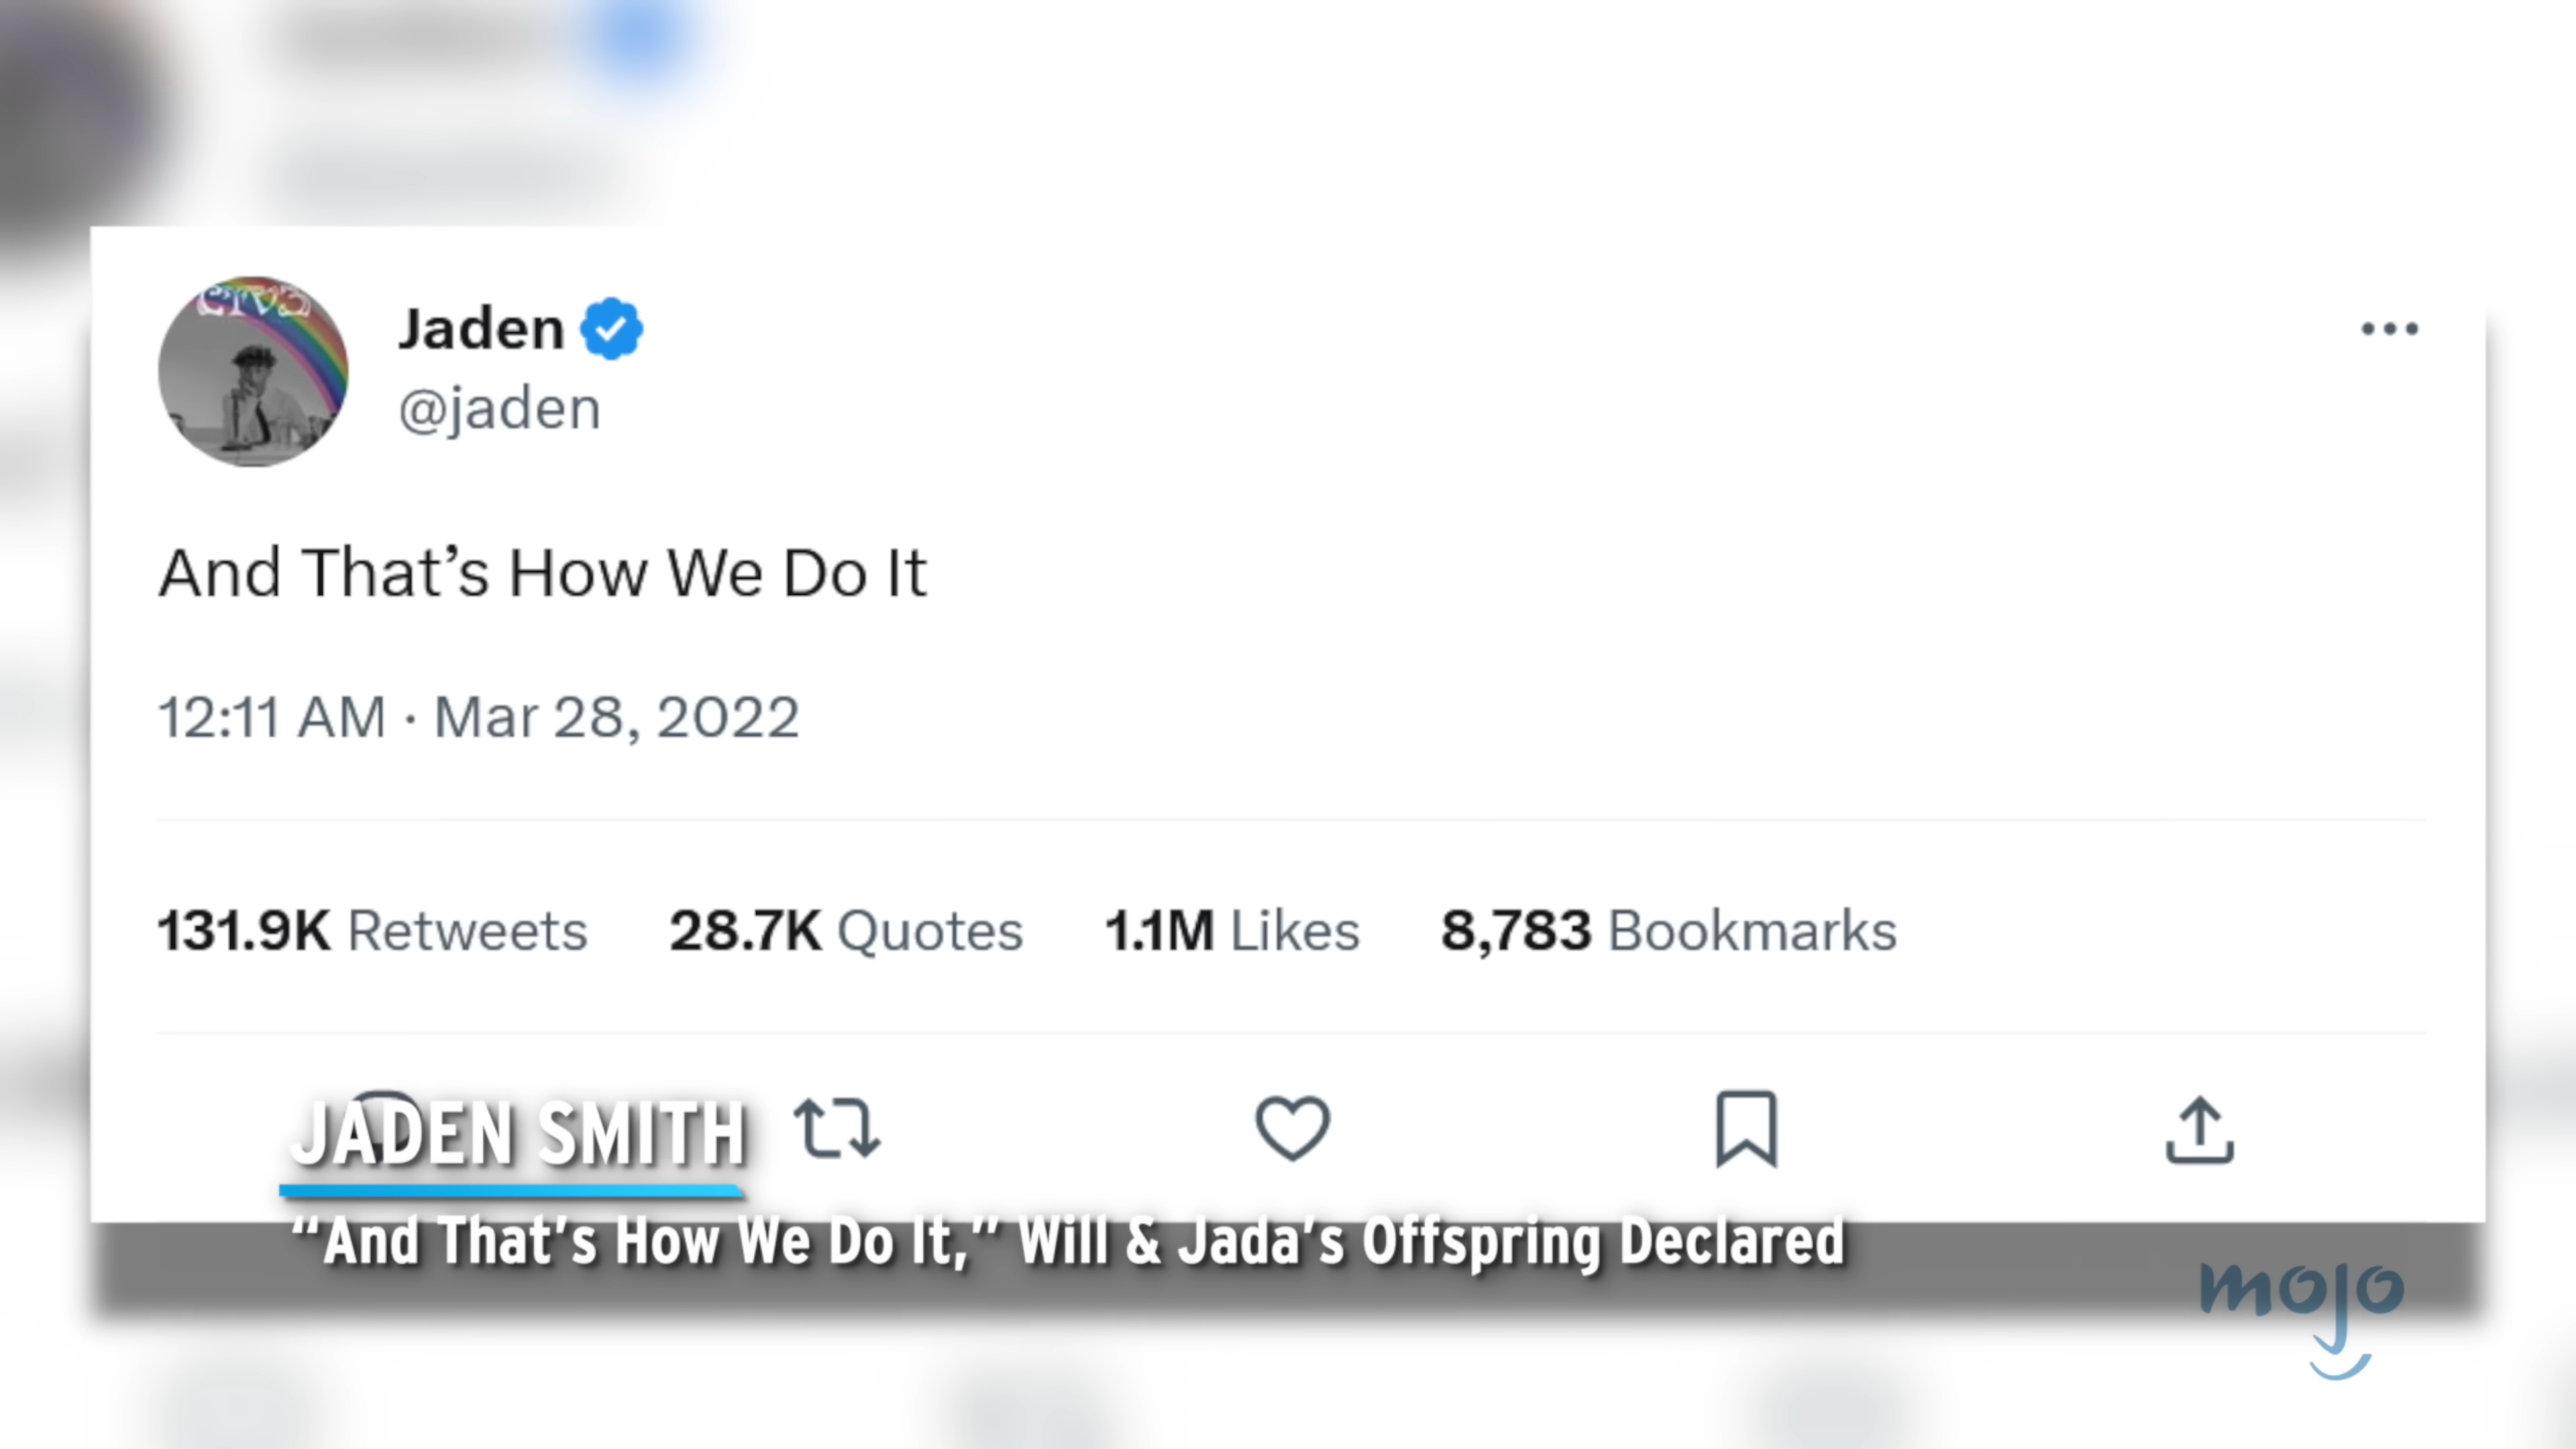 Jaden
@jaden
And That’s How We Do It
12:11 AM · Mar 28, 2022
131.9K Retweets 28.7K Quotes 1.1M Likes 8,783 Bookmarks
JADEN SMITH
“And That’s How We Do It,” Will & Jada’s Offspring Declared
mojo